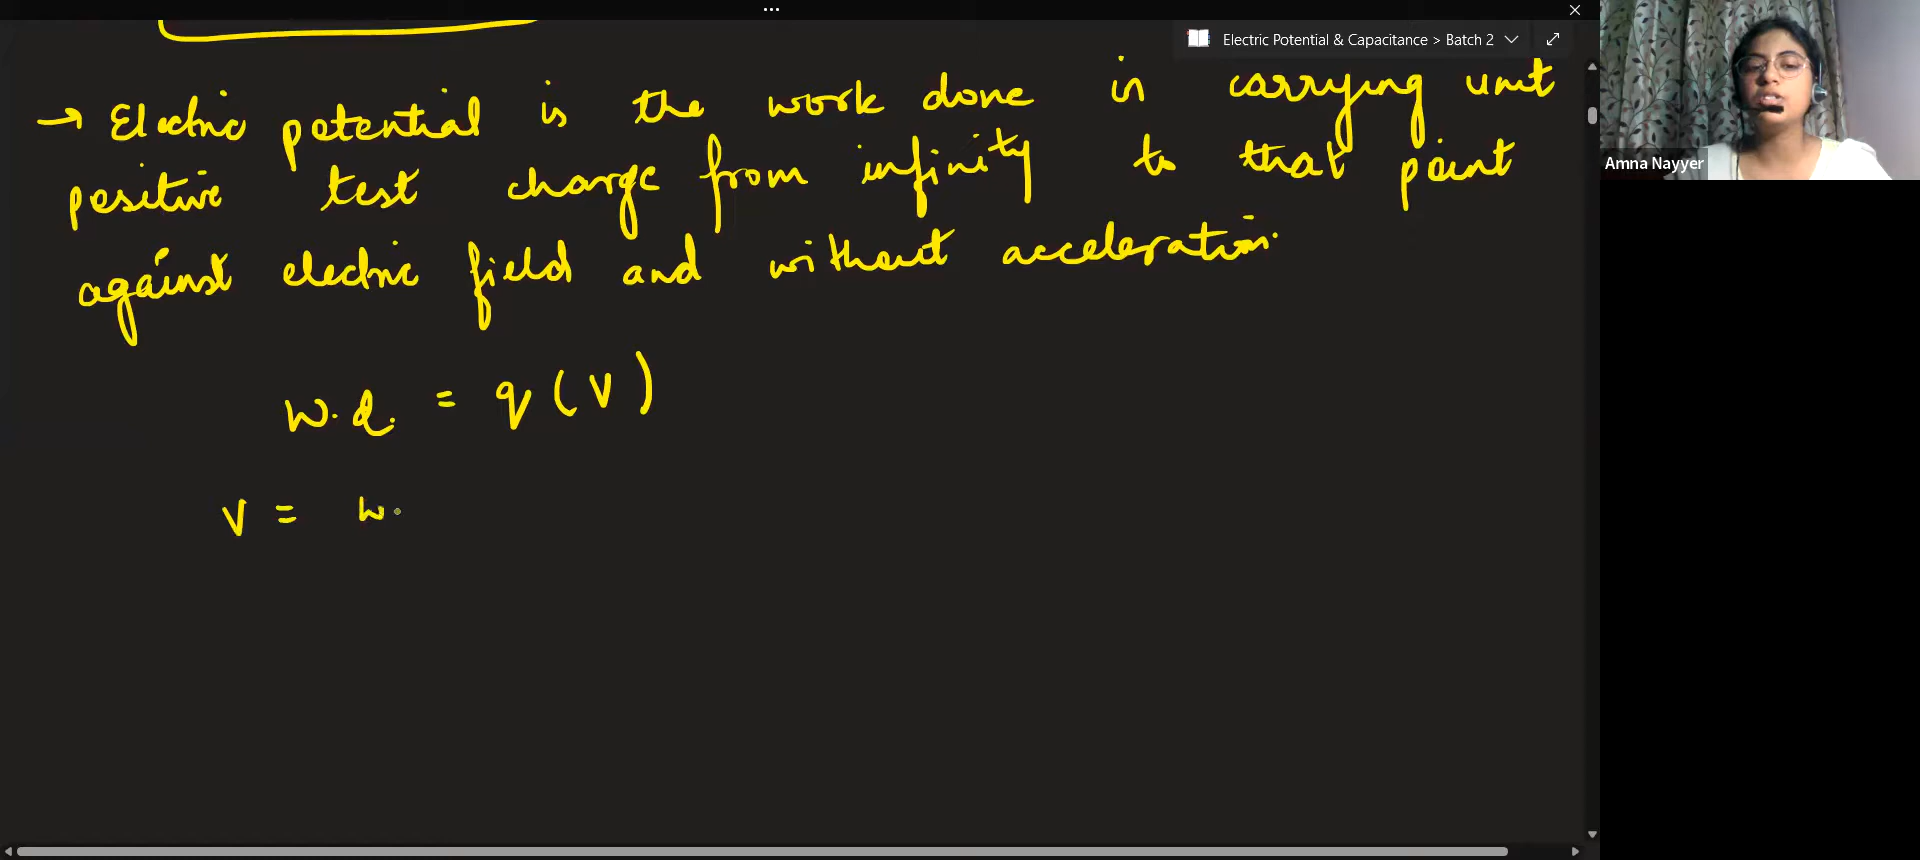 Electric Potential & Capacitance > Batch 2
→ Electric potential is the work done in carrying unit
positive test charge from infinity to that point
against electric field and without acceleration.
W.d. = q (V)
V = W.
Amna Nayyer